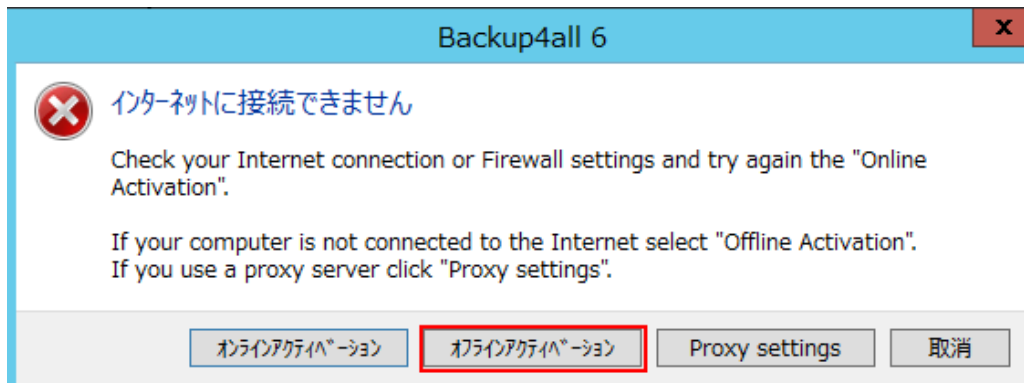 Backup4all 6
x
インターネットに接続できません
Check your Internet connection or Firewall settings and try again the "Online
Activation".
If your computer is not connected to the Internet select "Offline Activation".
If you use a proxy server click "Proxy settings".
オンラインアクティベーション
オフラインアクティベーション
Proxy settings
取消